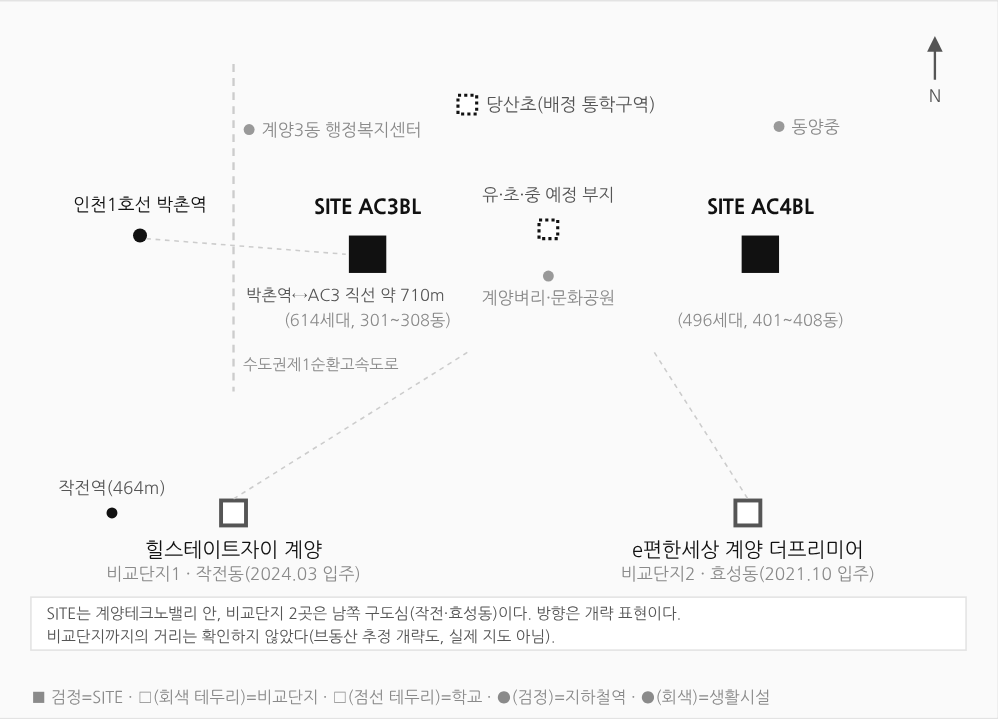 N
당산초(배정 통학구역)
계양3동 행정복지센터
동양중
유·초·중 예정 부지
인천1호선 박촌역
SITE AC3BL
SITE AC4BL
박촌역↔AC3 직선 약 710m
계양벼리·문화공원
(614세대, 301~308동)
(496세대, 401~408동)
수도권제1순환고속도로
작전역(464m)
힐스테이트자이 계양
e편한세상 계양 더프리미어
비교단지1 · 작전동(2024.03 입주)
비교단지2 · 효성동(2021.10 입주)
SITE는 계양테크노밸리 안, 비교단지 2곳은 남쪽 구도심(작전·효성동)이다. 방향은 개략 표현이다.
비교단지까지의 거리는 확인하지 않았다(브동산 추정 개략도, 실제 지도 아님).
■ 검정=SITE · □(회색 테두리)=비교단지 · □(점선 테두리)=학교 · ●(검정)=지하철역 · ●(회색)=생활시설